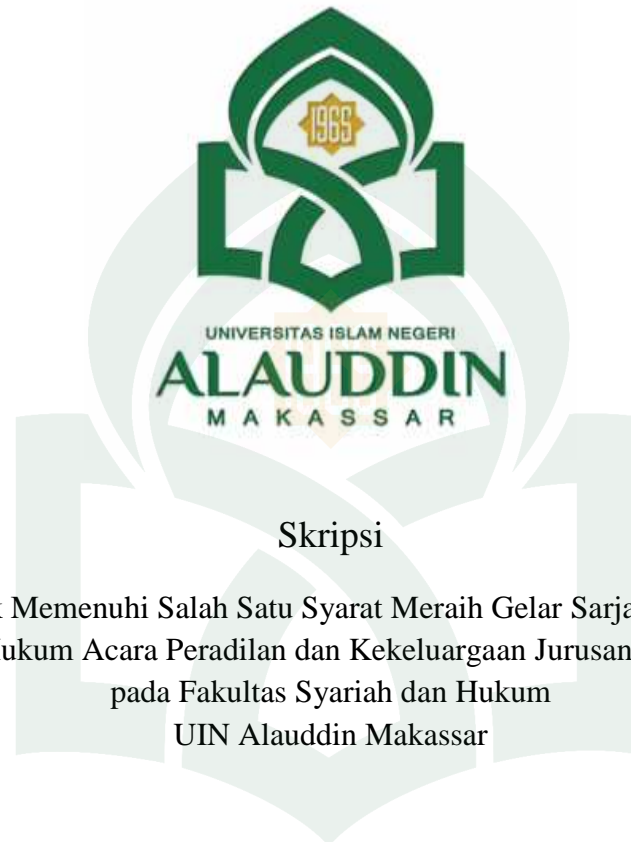 1965
UNIVERSITAS ISLAM NEGERI
ALAUDDIN
MAKASSAR
Skripsi
Memenuhi Salah Satu Syarat Meraih Gelar
Acara Peradilan dan Kekeluargaan Jurusan
pada Fakultas Syariah dan Hukum
UIN Alauddin Makassar